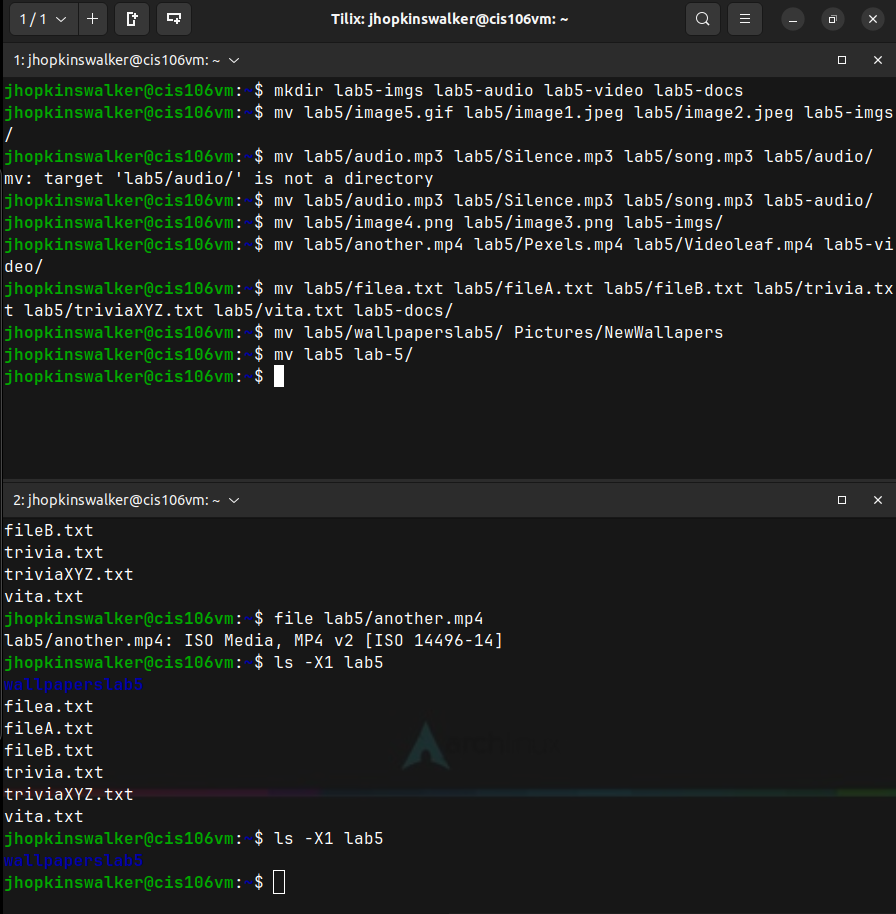 1 / 1
Tilix: jhopkinswalker@cis106vm: ~
1: jhopkinswalker@cis106vm: ~
jhopkinswalker@cis106vm:~$ mkdir lab5-imgs lab5-audio lab5-video lab5-docs
jhopkinswalker@cis106vm:~$ mv lab5/image5.gif lab5/image1.jpeg lab5/image2.jpeg lab5-imgs
/
jhopkinswalker@cis106vm:~$ mv lab5/audio.mp3 lab5/Silence.mp3 lab5/song.mp3 lab5/audio/
mv: target 'lab5/audio/' is not a directory
jhopkinswalker@cis106vm:~$ mv lab5/audio.mp3 lab5/Silence.mp3 lab5/song.mp3 lab5-audio/
jhopkinswalker@cis106vm:~$ mv lab5/image4.png lab5/image3.png lab5-imgs/
jhopkinswalker@cis106vm:~$ mv lab5/another.mp4 lab5/Pexels.mp4 lab5/Videoleaf.mp4 lab5-vi
deo/
jhopkinswalker@cis106vm:~$ mv lab5/filea.txt lab5/fileA.txt lab5/fileB.txt lab5/trivia.tx
t lab5/triviaXYZ.txt lab5/vita.txt lab5-docs/
jhopkinswalker@cis106vm:~$ mv lab5/wallpaperslab5/ Pictures/NewWallapers
jhopkinswalker@cis106vm:~$ mv lab5 lab-5/
jhopkinswalker@cis106vm:~$
2: jhopkinswalker@cis106vm: ~
fileB.txt
trivia.txt
triviaXYZ.txt
vita.txt
jhopkinswalker@cis106vm:~$ file lab5/another.mp4
lab5/another.mp4: ISO Media, MP4 v2 [ISO 14496-14]
jhopkinswalker@cis106vm:~$ ls -X1 lab5
wallpaperslab5
filea.txt
fileA.txt
fileB.txt
trivia.txt
triviaXYZ.txt
vita.txt
jhopkinswalker@cis106vm:~$ ls -X1 lab5
wallpaperslab5
jhopkinswalker@cis106vm:~$